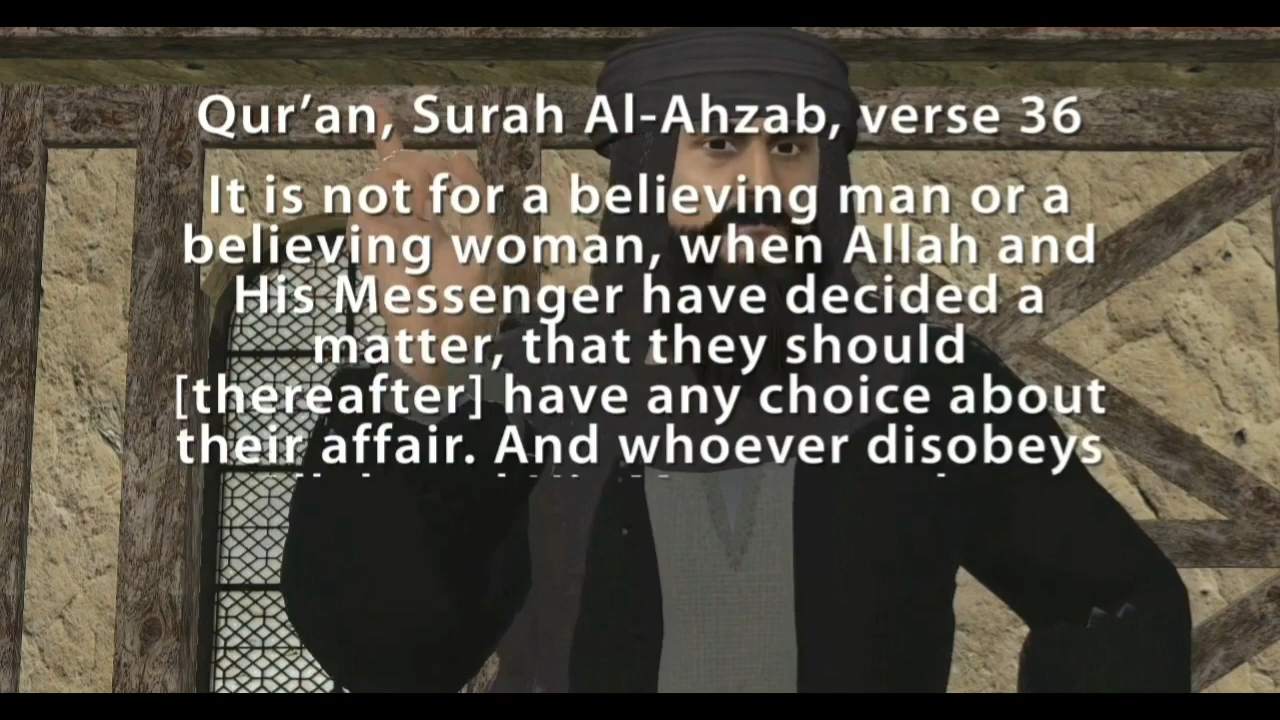 Qur’an, Surah Al-Ahzab, verse 36
It is not for a believing man or a
believing woman, when Allah and
His Messenger have decided a
matter, that they should
[thereafter] have any choice about
their affair. And whoever disobeys